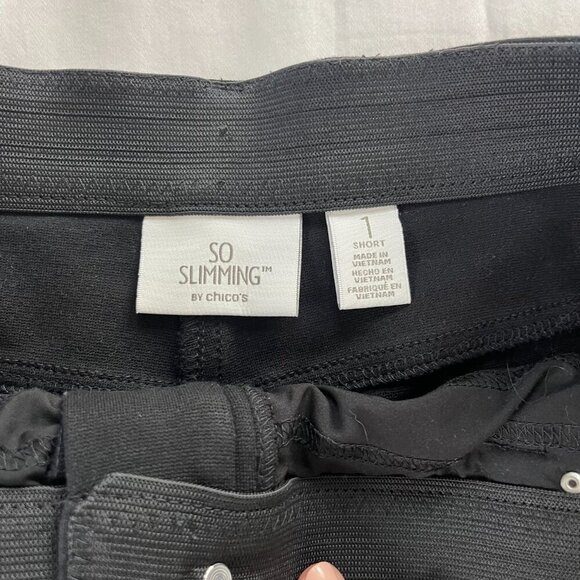 SO
SLIMMING™
BY chico's
1
SHORT
MADE IN
VIETNAM
HECHO EN
VIETNAM
FABRIQUÉ EN
VIETNAM